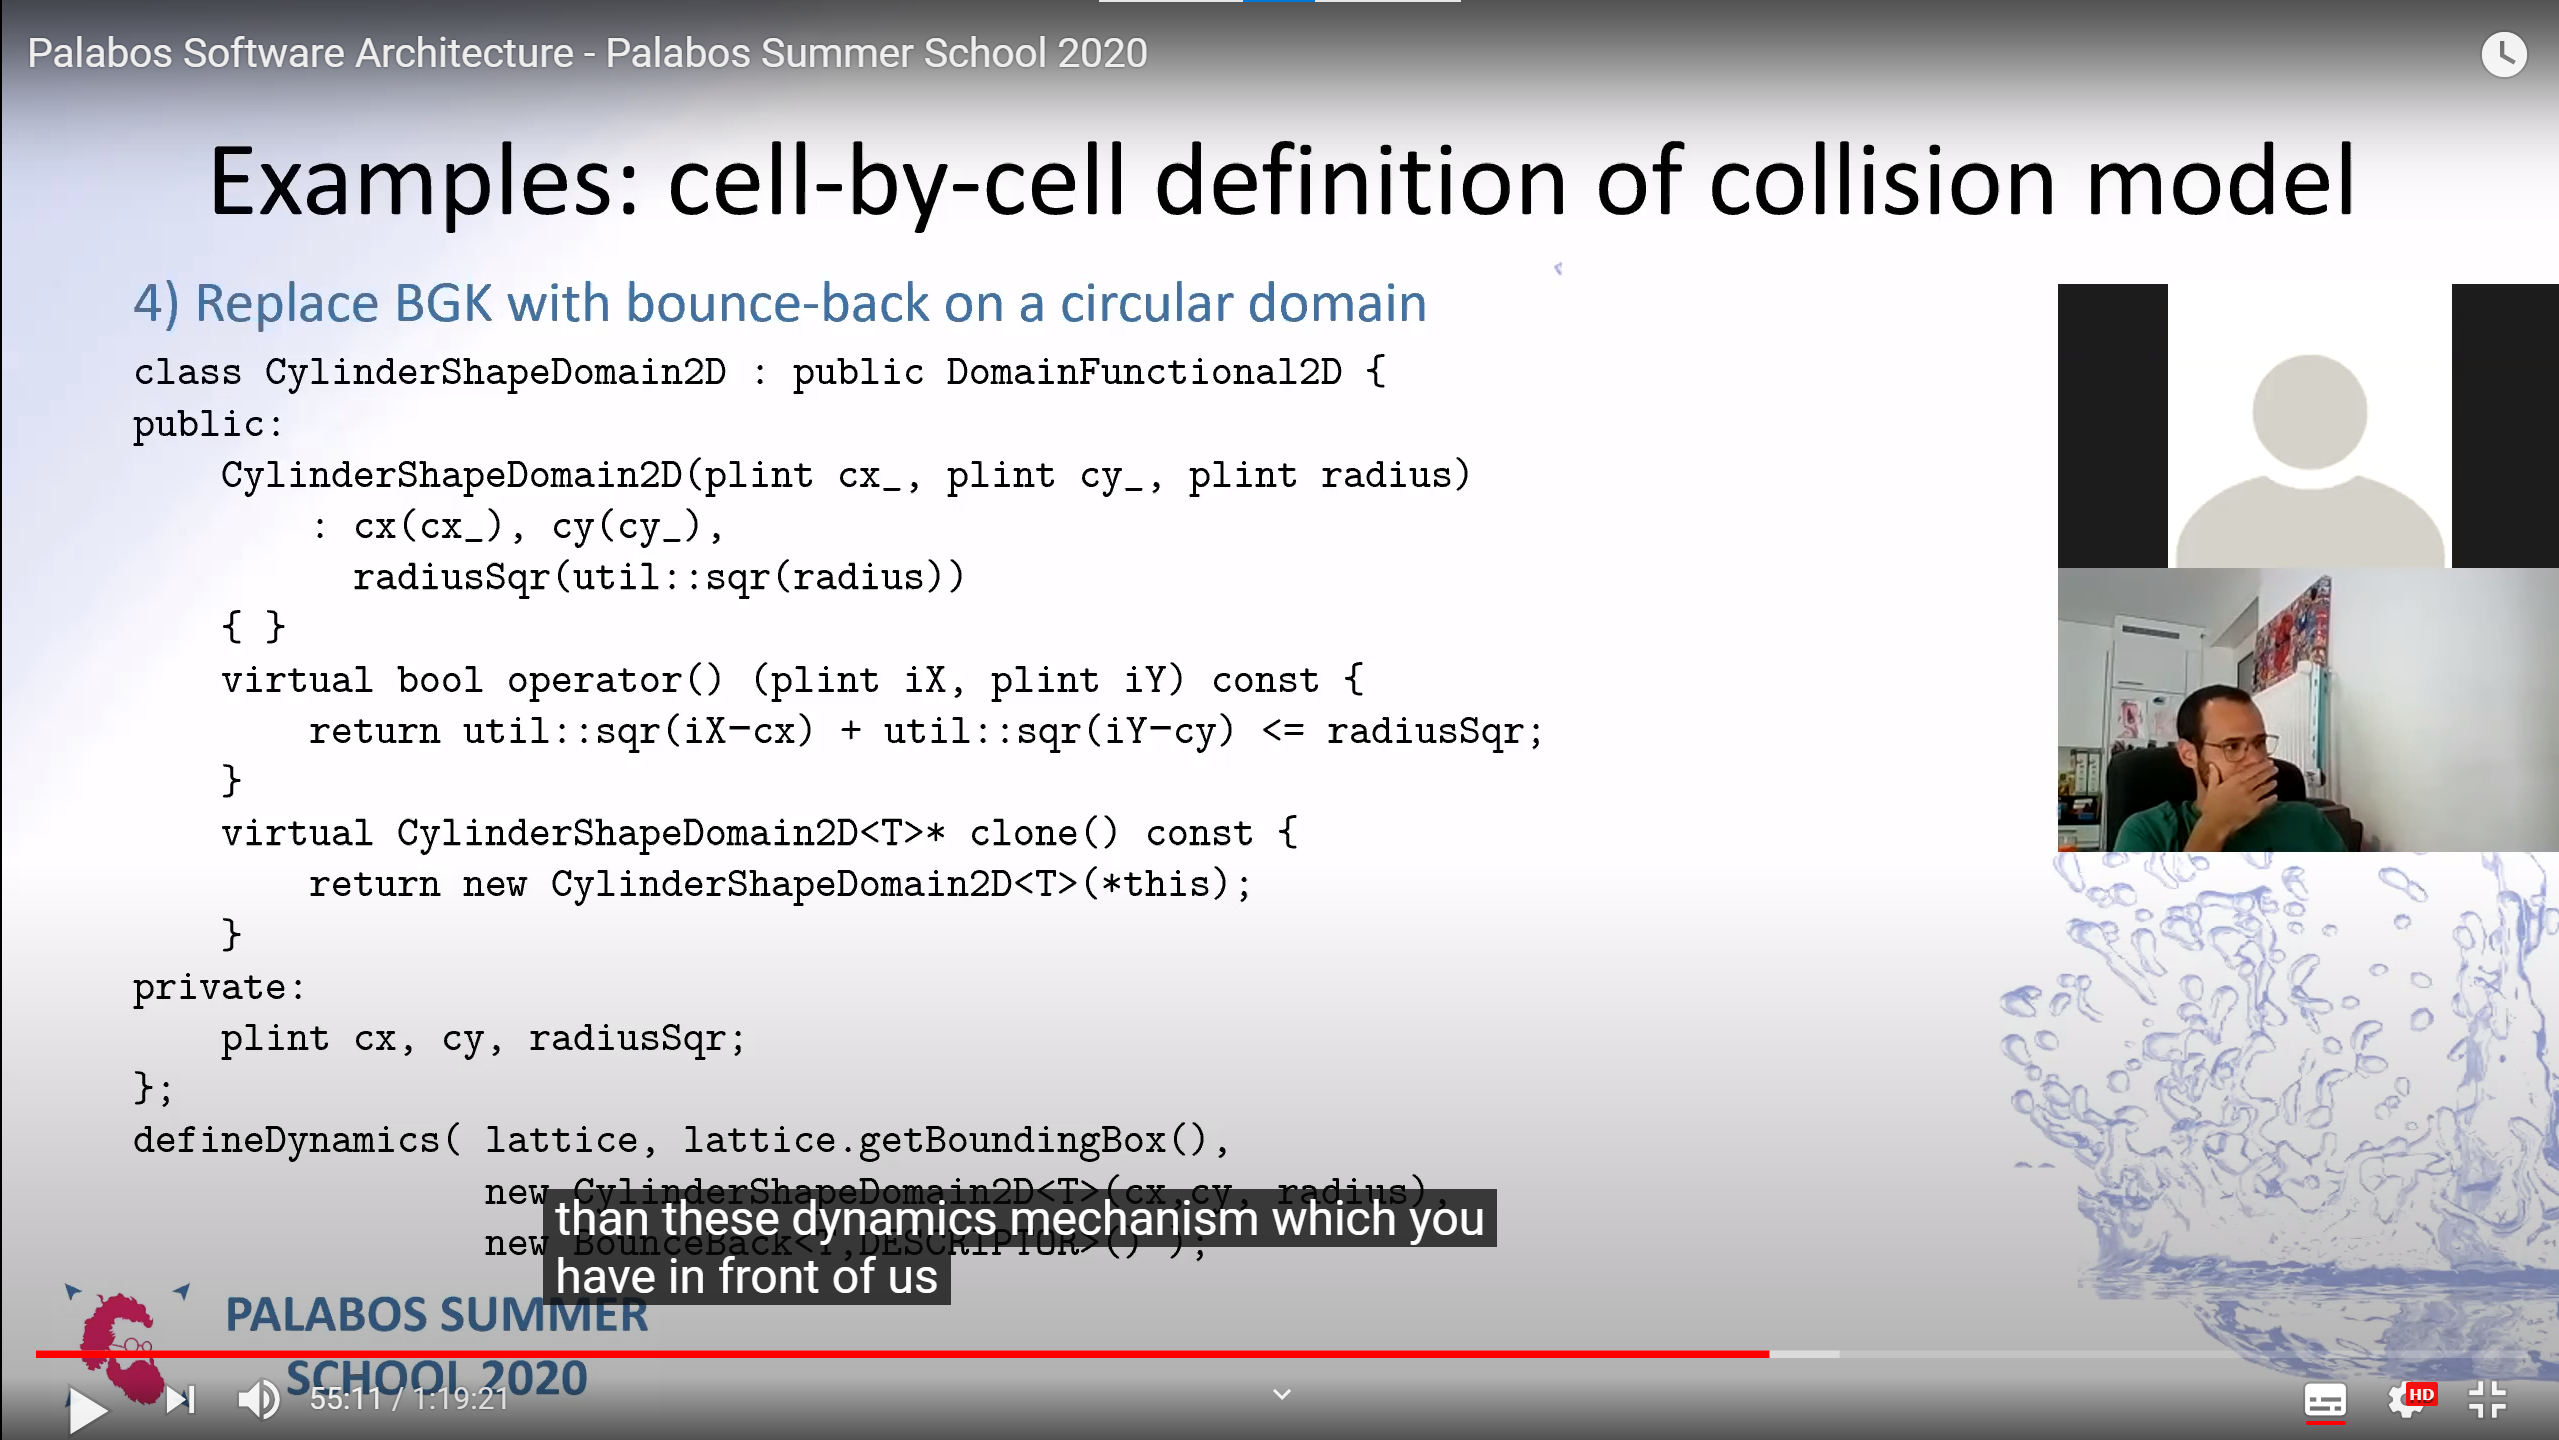 Palabos Software Architecture - Palabos Summer School 2020
Examples: cell-by-cell definition of collision model
4) Replace BGK with bounce-back on a circular domain
class CylinderShapeDomain2D : public DomainFunctional2D {
public:
CylinderShapeDomain2D(plint cx_, plint cy_, plint radius)
: cx(cx_), cy(cy_),
radiusSqr(util::sqr(radius))
{ }
virtual bool operator() (plint iX, plint iY) const {
return util::sqr(iX-cx) + util::sqr(iY-cy) <= radiusSqr;
}
virtual CylinderShapeDomain2D<T>* clone() const {
return new CylinderShapeDomain2D<T>(*this);
}
private:
plint cx, cy, radiusSqr;
};
defineDynamics( lattice, lattice.getBoundingBox(),
new CylinderShapeDomain2D<T>(cx,cy, radius),
new BounceBack<T,DESCRIPTOR>() );
than these dynamics mechanism which you
have in front of us
PALABOS SUMMER
SCHOOL 2020
55:11 / 1:19:21
HD